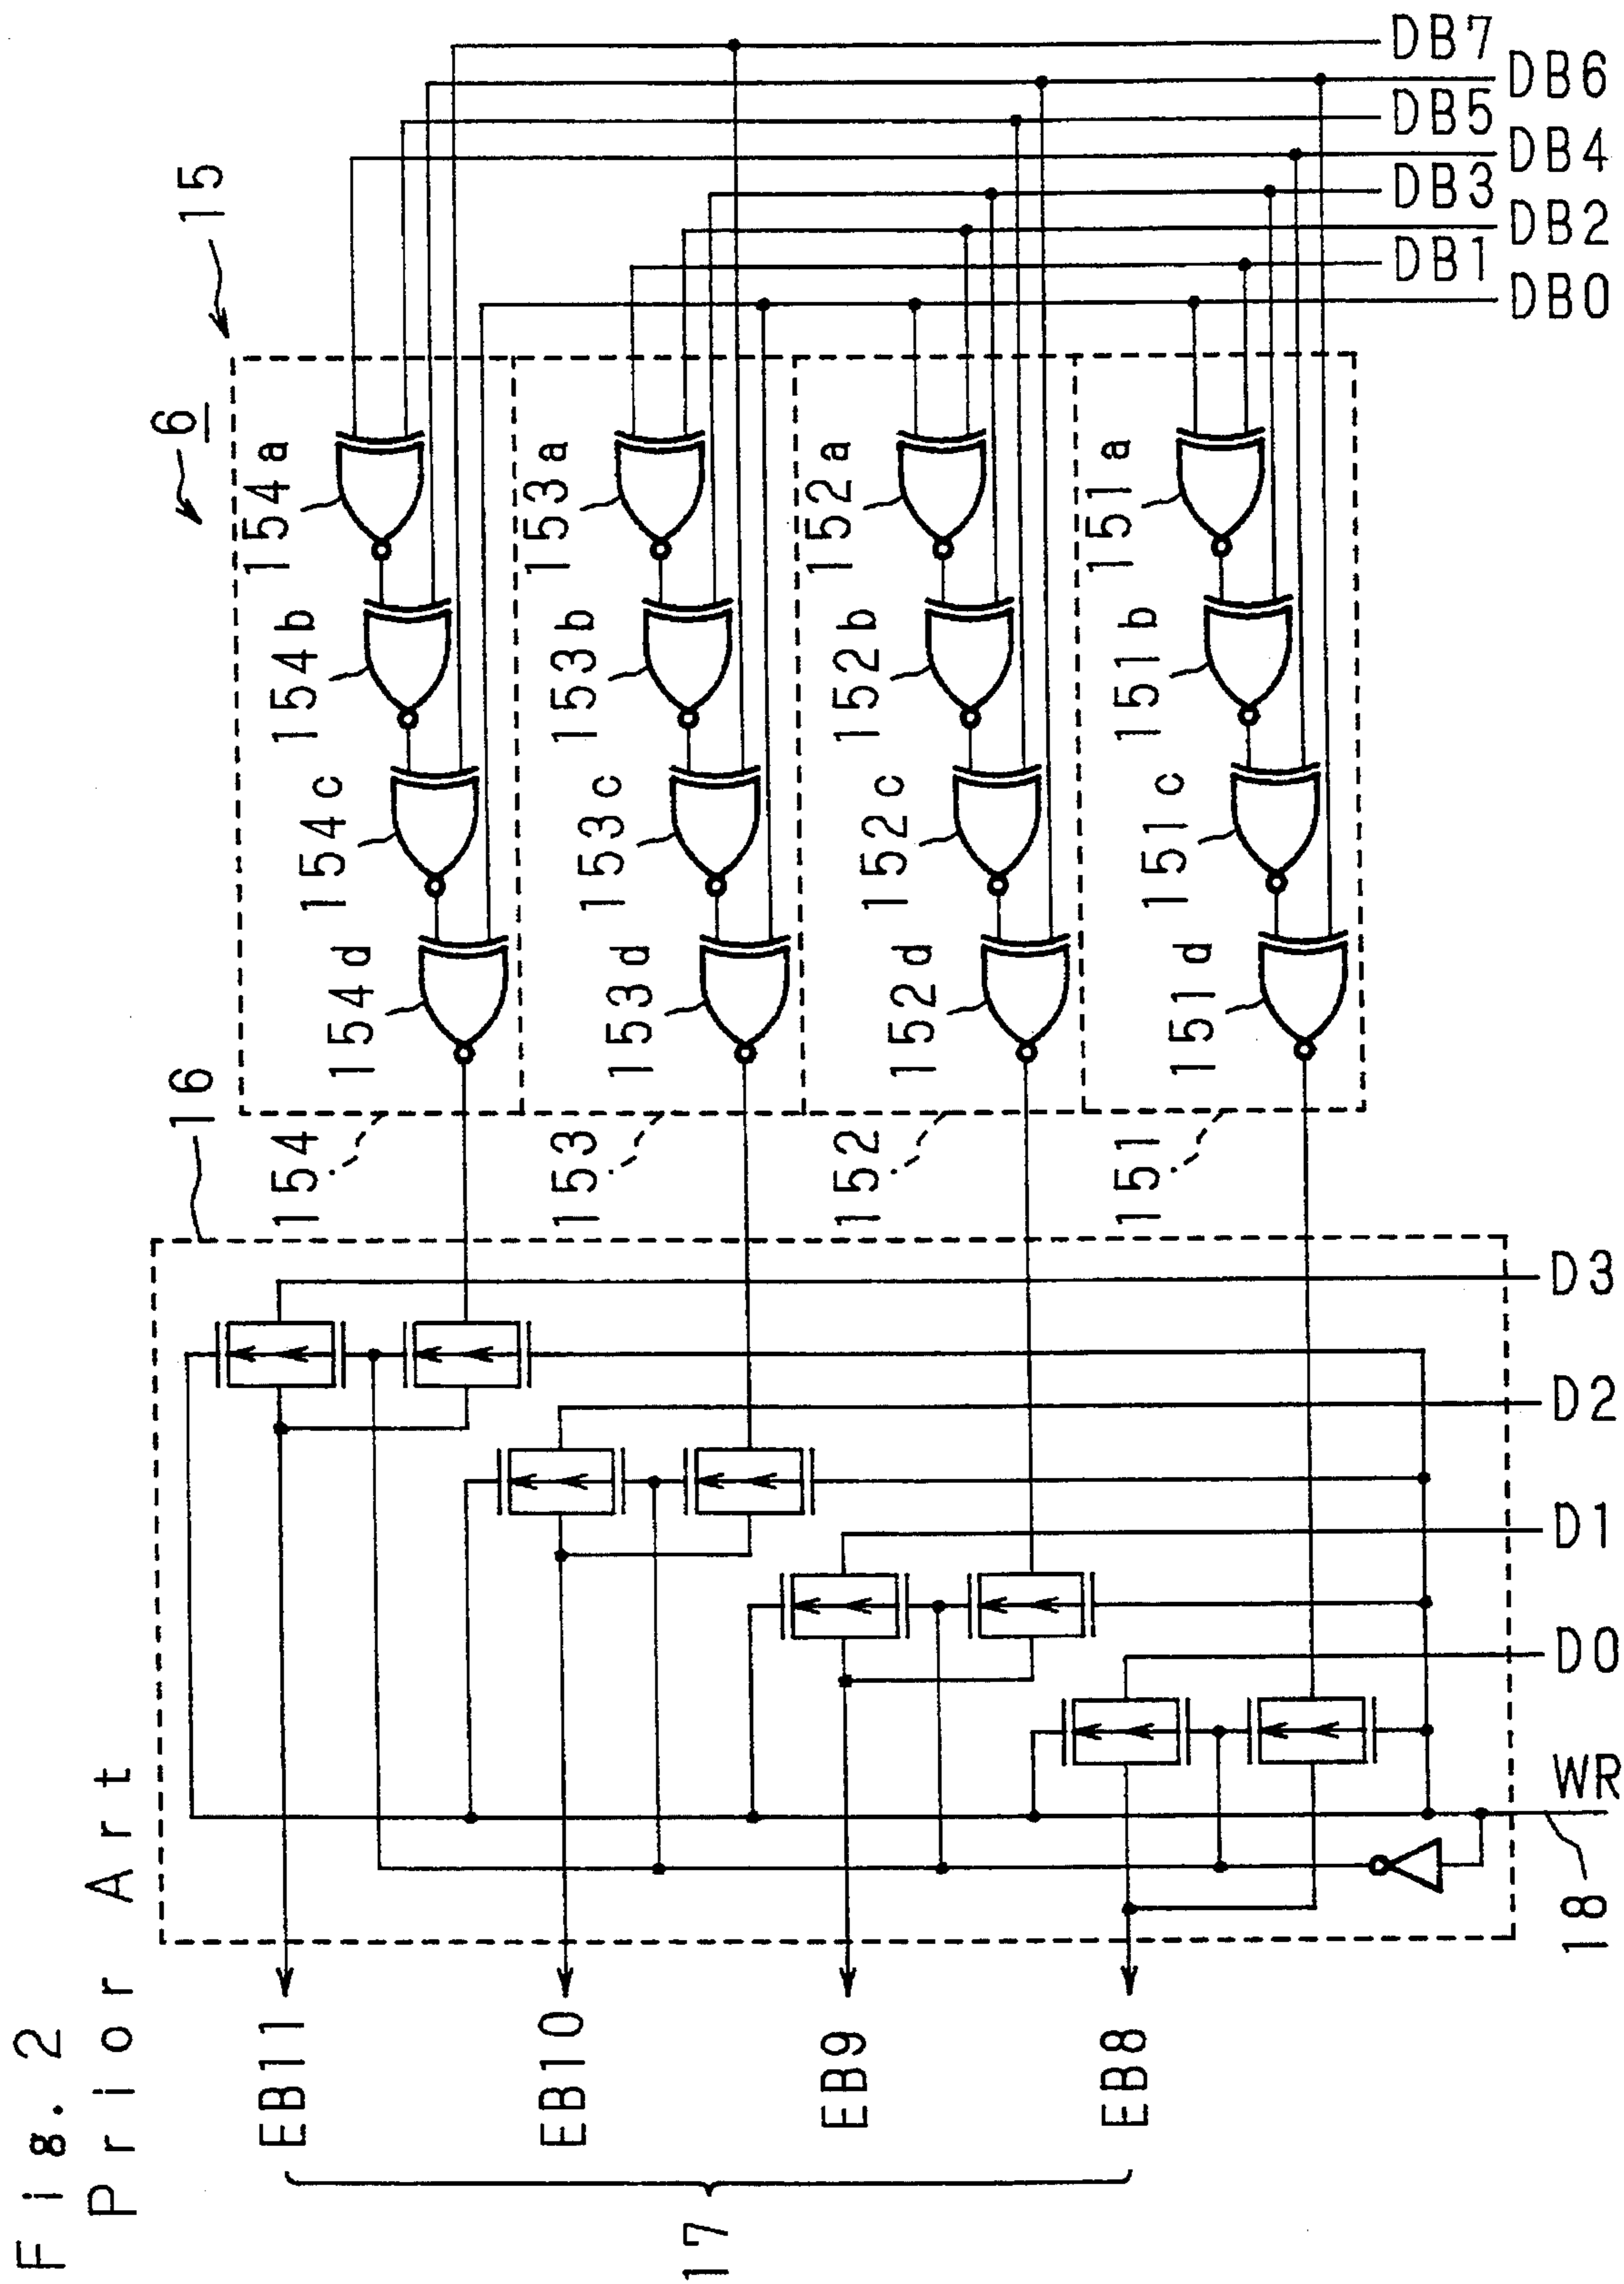 Fig. 2
Prior Art
16
6
15
154
154d
154c
154b
154a
153
153d
153c
153b
153a
152
152d
152c
152b
152a
151
151d
151c
151b
151a
EB11
EB10
EB9
EB8
17
18
WR
D0
D1
D2
D3
DB0
DB1
DB2
DB3
DB4
DB5
DB6
DB7